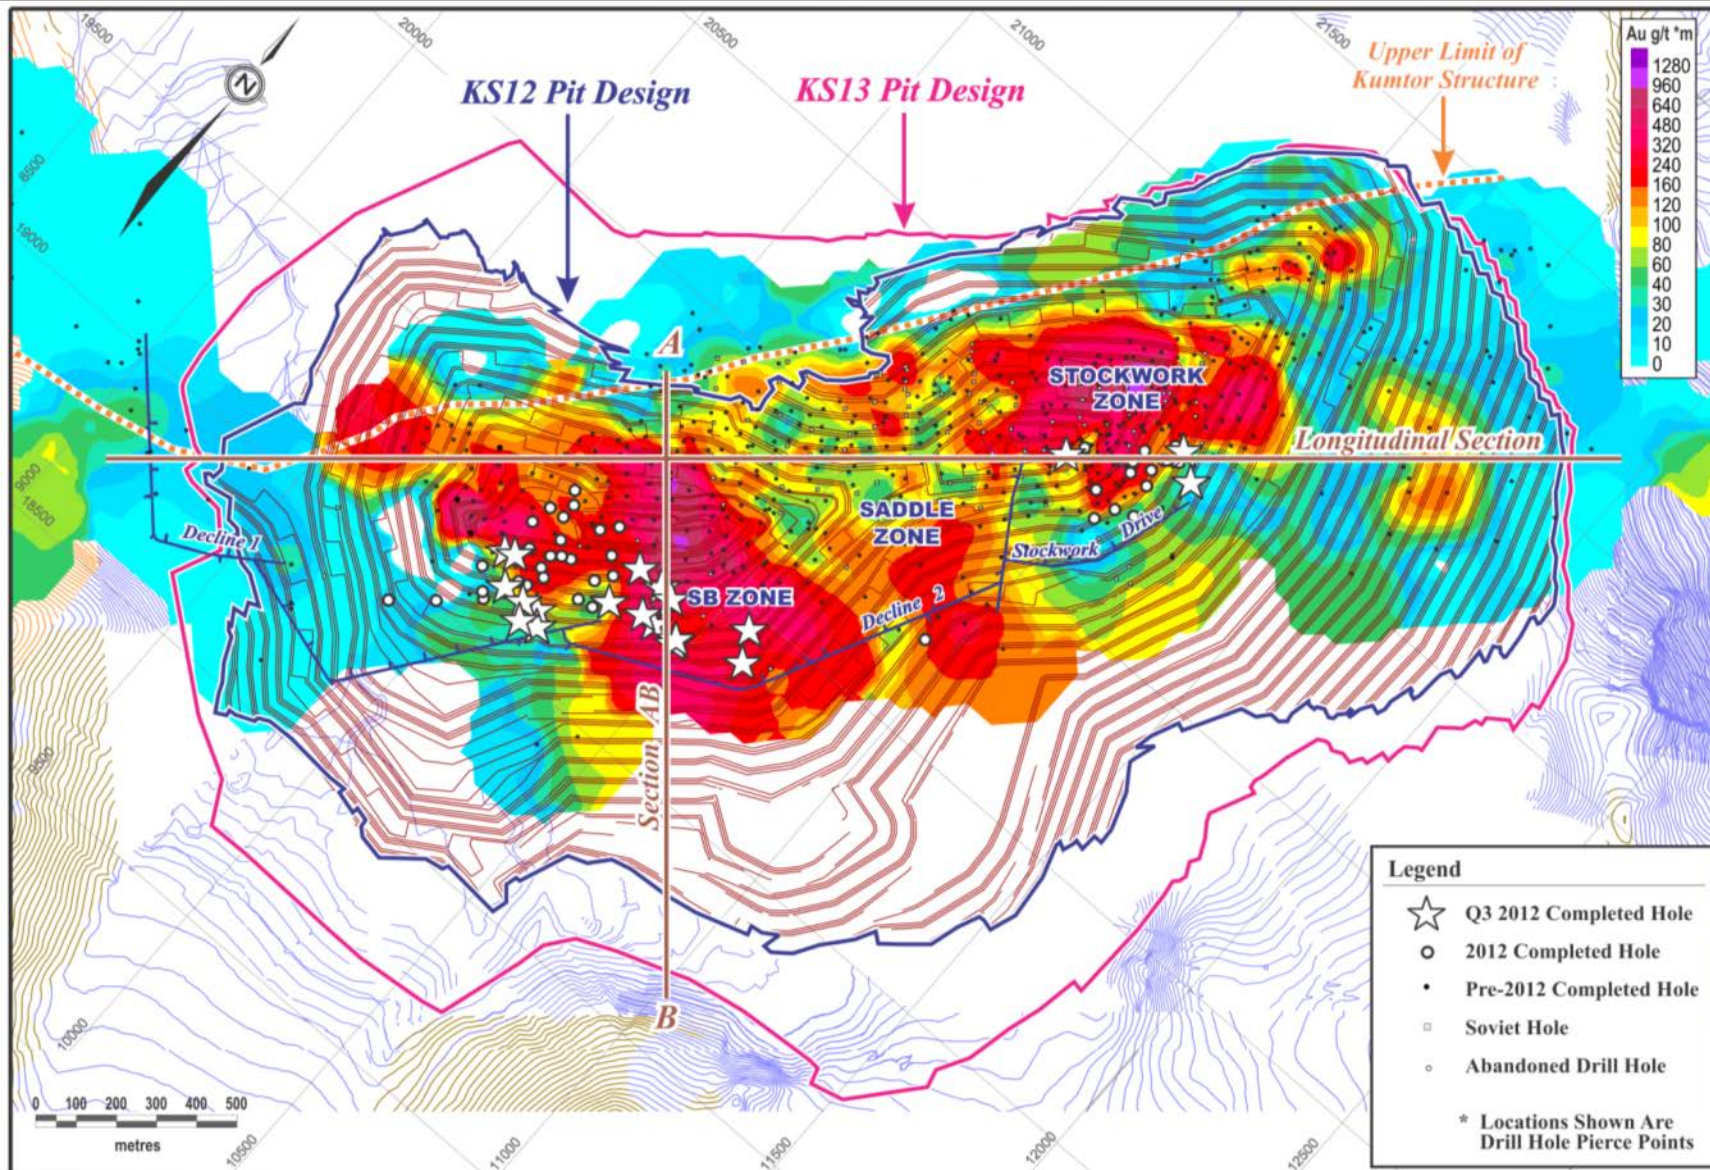 19500
20000
20500
21000
21500
Au g/t *m
1280
960
640
480
320
240
160
120
100
80
60
40
30
20
10
0
Upper Limit of
Kumtor Structure
N
KS12 Pit Design
KS13 Pit Design
8500
19000
9000
18500
9500
10000
10500
11000
11500
12000
12500
A
STOCKWORK
ZONE
Longitudinal Section
SADDLE
ZONE
Decline 1
Stockwork Drive
SB ZONE
Decline 2
Section AB
B
0 100 200 300 400 500
metres
Legend
Q3 2012 Completed Hole
2012 Completed Hole
Pre-2012 Completed Hole
Soviet Hole
Abandoned Drill Hole
* Locations Shown Are
Drill Hole Pierce Points